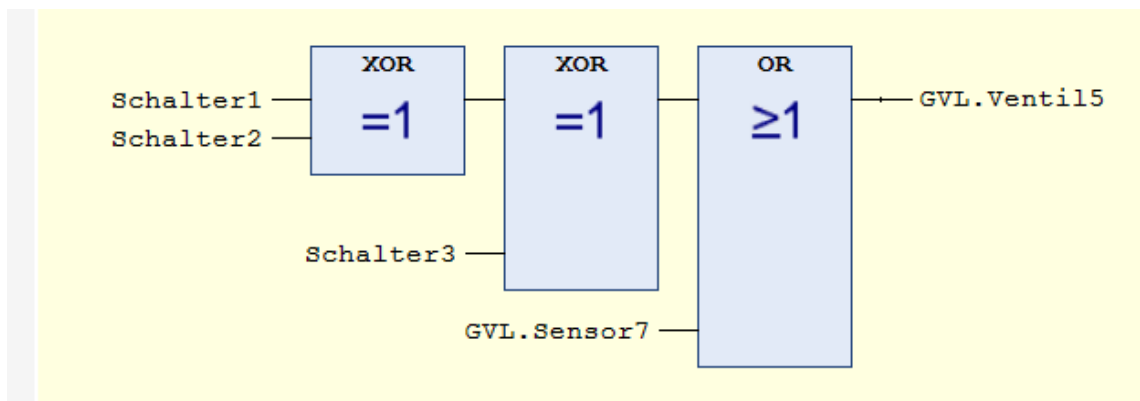 XOR XOR OR
Schalter1 =1 =1 ≥1 GVL.Ventil5
Schalter2
Schalter3
GVL.Sensor7